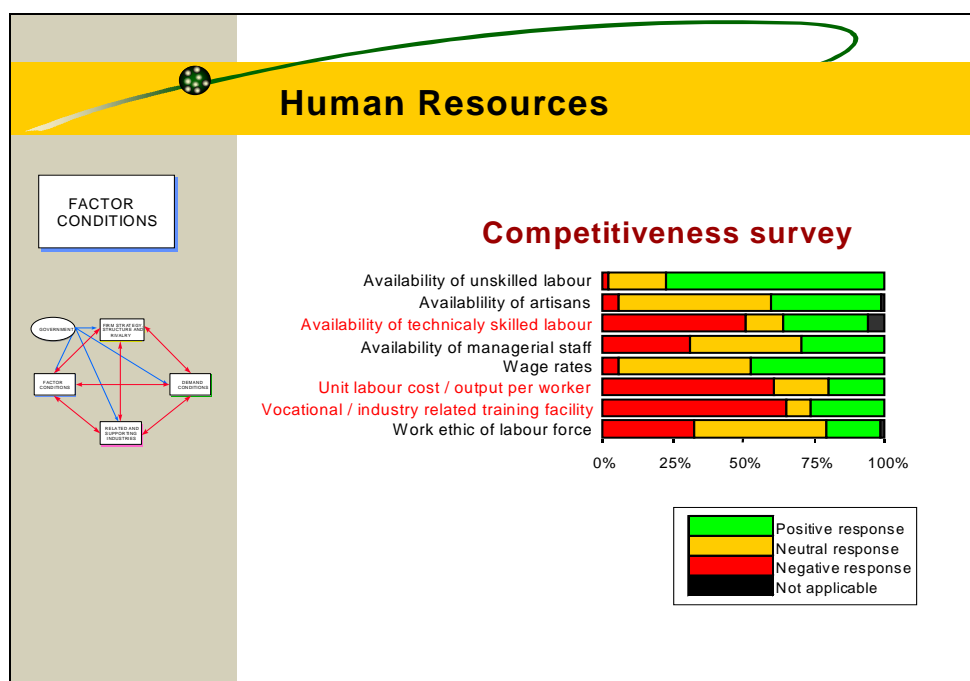 Human Resources
FACTOR
CONDITIONS
Competitiveness survey
Availability of unskilled labour
Availablility of artisans
Availability of technicaly skilled labour
Availability of managerial staff
Wage rates
Unit labour cost / output per worker
Vocational / industry related training facility
Work ethic of labour force
0% 25% 50% 75% 100%
Positive response
Neutral response
Negative response
Not applicable
GOVERNMENT
FIRM STRATEGY,
STRUCTURE AND
RIVALRY
FACTOR
CONDITIONS
DEMAND
CONDITIONS
RELATED AND
SUPPORTING
INDUSTRIES